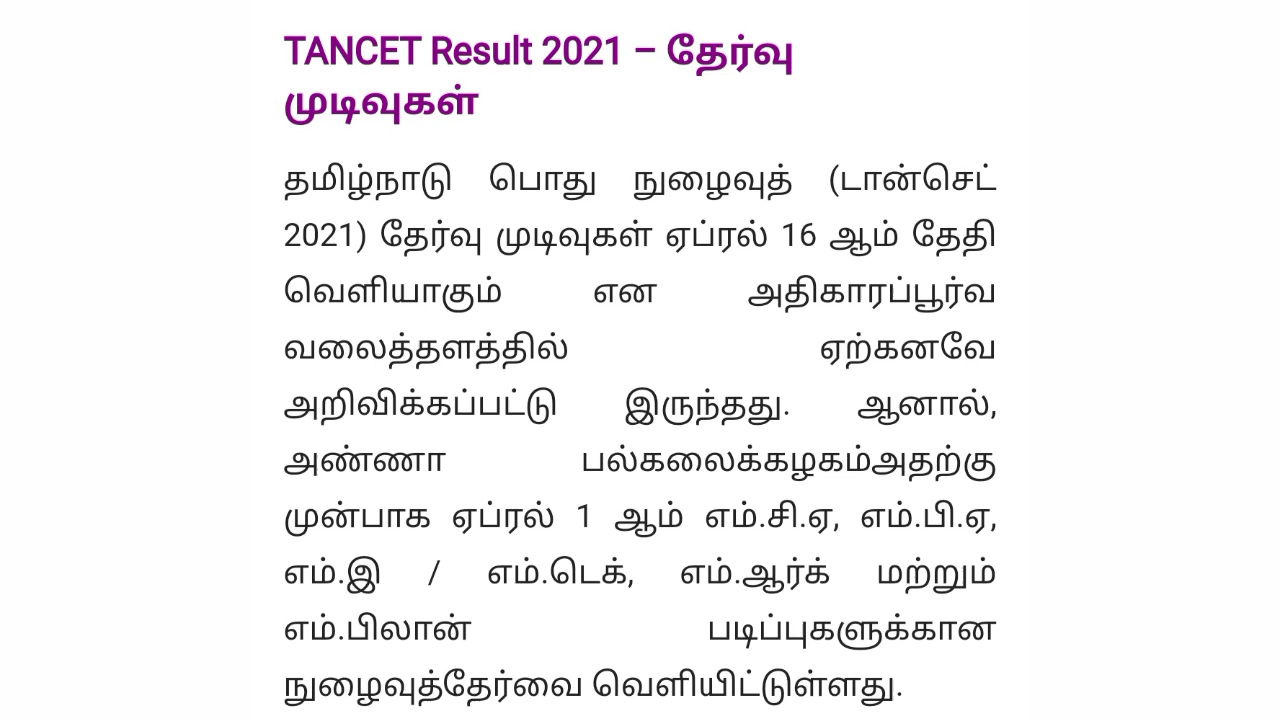 TANCET Result 2021 – தேர்வு
முடிவுகள்
தமிழ்நாடு பொது நுழைவுத் (டான்செட்
2021) தேர்வு முடிவுகள் ஏப்ரல் 16 ஆம் தேதி
வெளியாகும் என அதிகாரப்பூர்வ
வலைத்தளத்தில் ஏற்கனவே
அறிவிக்கப்பட்டு இருந்தது. ஆனால்,
அண்ணா பல்கலைக்கழகம்அதற்கு
முன்பாக ஏப்ரல் 1 ஆம் எம்.சி.ஏ, எம்.பி.ஏ,
எம்.இ / எம்.டெக், எம்.ஆர்க் மற்றும்
எம்.பிலான் படிப்புகளுக்கான
நுழைவுத்தேர்வை வெளியிட்டுள்ளது.